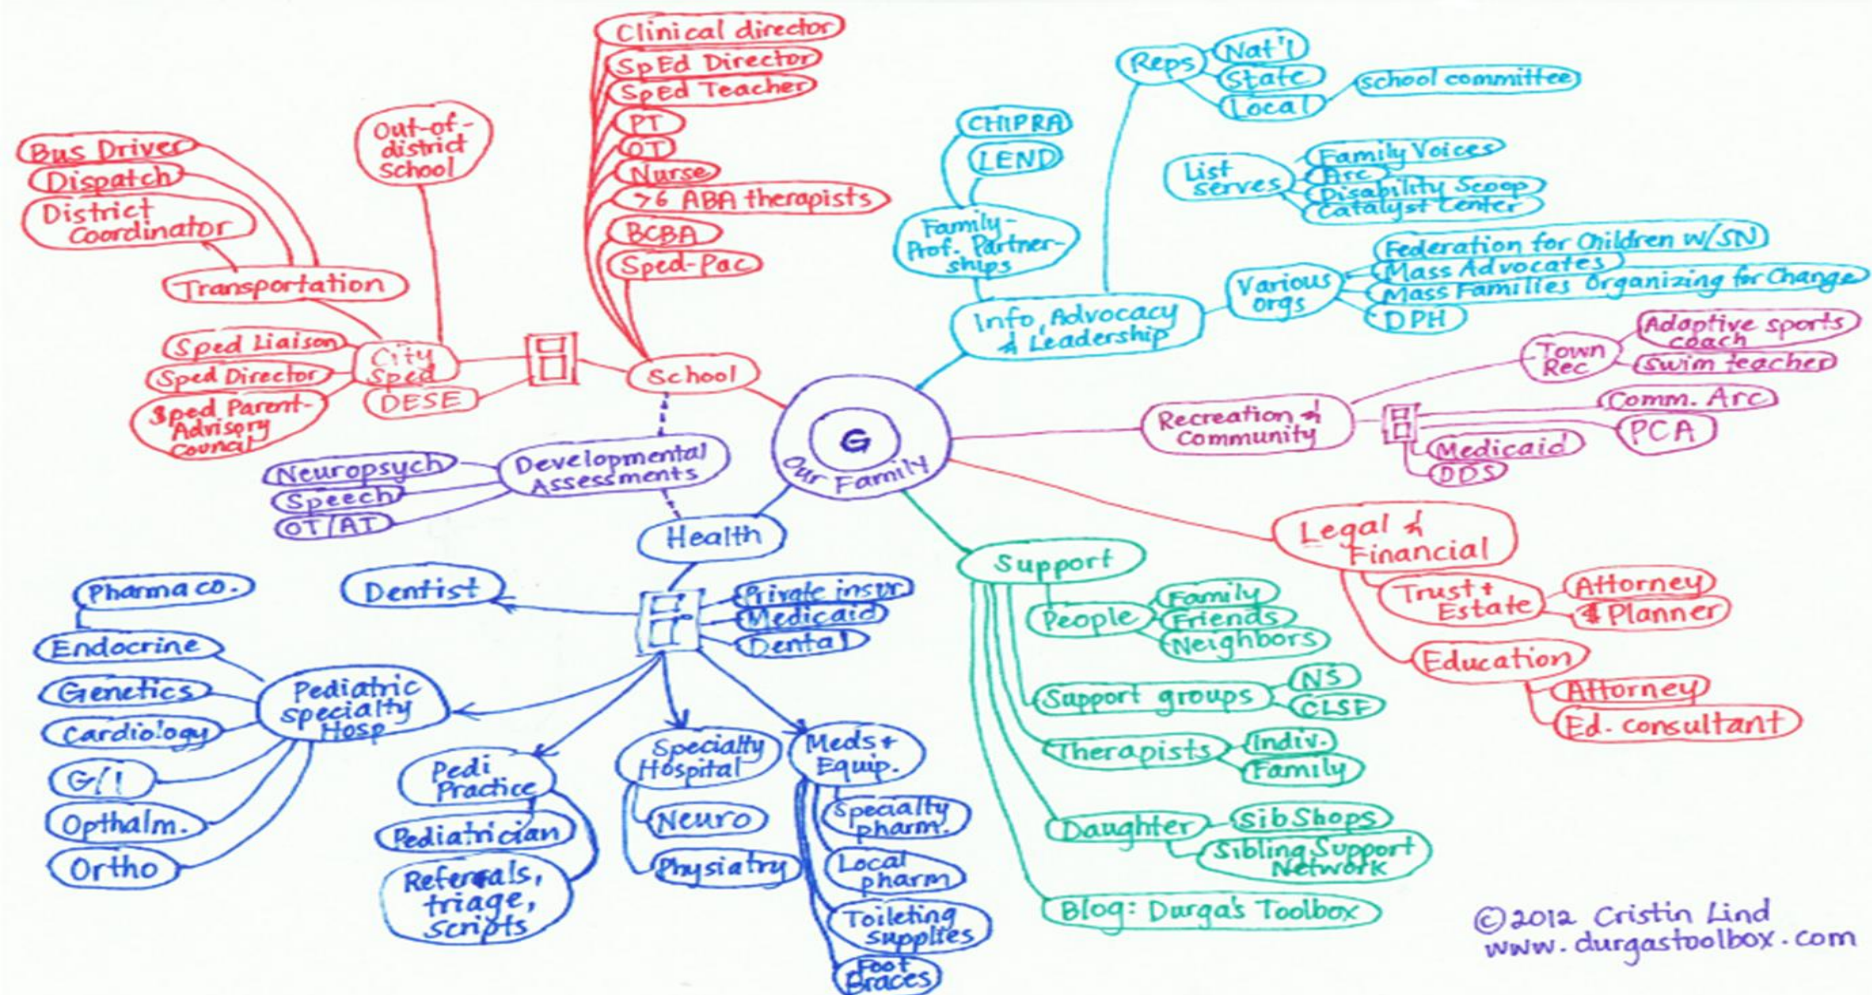 Clinical director
SpEd Director
SpEd Teacher
PT
OT
Nurse
>6 ABA therapists
BCBA
Sped-Pac
Out-of-
district
School
Bus Driver
Dispatch
District
Coordinator
Transportation
Sped Liaison
Sped Director
Sped Parent-
Advisory
Council
City
Sped
DESE
School
Reps
Nat'l
State
Local
school committee
CHIPRA
LEND
Family-
Prof. Partner-
ships
List
serves
Family Voices
Arc
Disability Scoop
Catalyst Center
Various
orgs
Federation for Children w/SN
Mass Advocates
Mass Families Organizing for Change
DPH
Info, Advocacy
& Leadership
Town
Rec
Adaptive sports
coach
Swim teacher
Recreation &
Community
Comm. Arc
PCA
Medicaid
DDS
G
Our Family
Developmental
Assessments
Neuropsych
Speech
OT/AT
Health
Dentist
Private insur
Medicaid
Dental
Pharma co.
Endocrine
Genetics
Cardiology
G/I
Opthalm.
Ortho
Pediatric
specialty
Hosp
Pedi
Practice
Pediatrician
Referrals,
triage,
scripts
Specialty
Hospital
Neuro
Physiatry
Meds +
Equip.
Specialty
pharm.
Local
pharm
Toileting
supplies
Foot
Braces
Support
People
Family
Friends
Neighbors
Support groups
NS
CLSF
Therapists
Indiv.
Family
Daughter
SibShops
Sibling Support
Network
Blog: Durga's Toolbox
Legal &
Financial
Trust +
Estate
Attorney
$ Planner
Education
Attorney
Ed. consultant
©2012 Cristin Lind
www.durgastoolbox.com